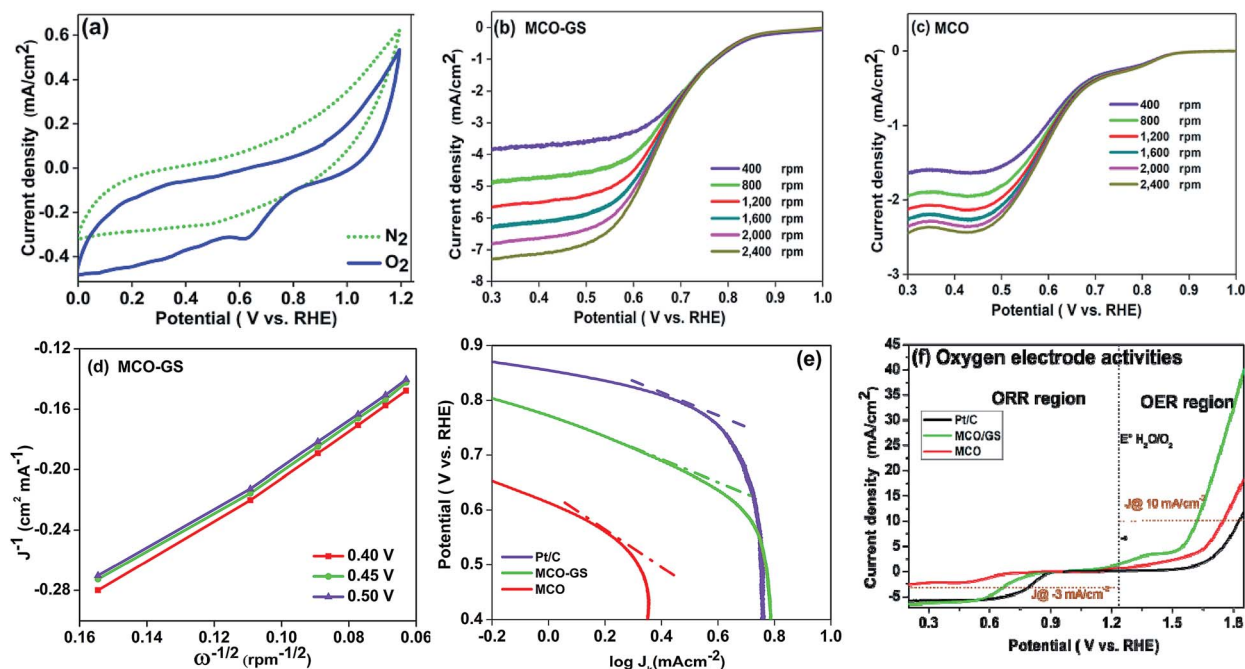 (a)
Current density (mA/cm2)
0.6
0.4
0.2
0.0
-0.2
-0.4
N2
O2
0.0 0.2 0.4 0.6 0.8 1.0 1.2
Potential ( V vs. RHE)
(b) MCO-GS
Current density (mA/cm2)
0
-1
-2
-3
-4
-5
-6
-7
-8
400 rpm
800 rpm
1,200 rpm
1,600 rpm
2,000 rpm
2,400 rpm
0.3 0.4 0.5 0.6 0.7 0.8 0.9 1.0
Potential ( V vs. RHE)
(c) MCO
Current density (mA/cm2)
0
-1
-2
-3
400 rpm
800 rpm
1,200 rpm
1,600 rpm
2,000 rpm
2,400 rpm
0.3 0.4 0.5 0.6 0.7 0.8 0.9 1.0
Potential ( V vs. RHE)
(d) MCO-GS
J-1 (cm2 mA-1)
-0.12
-0.16
-0.20
-0.24
-0.28
0.40 V
0.45 V
0.50 V
0.16 0.14 0.12 0.10 0.08 0.06
ω-1/2 (rpm-1/2)
(e)
Potential (V vs. RHE)
0.9
0.8
0.7
0.6
0.5
0.4
Pt/C
MCO-GS
MCO
-0.2 0.0 0.2 0.4 0.6 0.8 1.0
log Jk(mAcm-2)
(f) Oxygen electrode activities
ORR region OER region
Current density (mA/cm2)
45
40
35
30
25
20
15
10
5
0
-5
Pt/C
MCO/GS
MCO
E° H2O/O2
J@ 10 mA/cm-2
J@ -3 mA/cm-2
0.3 0.6 0.9 1.2 1.5 1.8
Potential ( V vs. RHE)